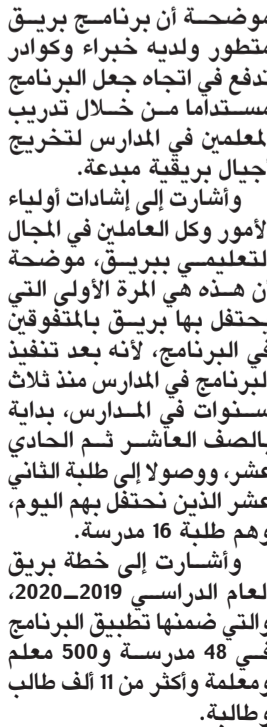 موضحة أن برنامج بريق
متطور ولديه خبراء وكوادر
تدفع في اتجاه جعل البرنامج
مستداما من خلال تدريب
المعلمين في المدارس لتخريج
أجيال بريقية مبدعة.
وأشارت إلى إشادات أولياء
الأمور وكل العاملين في المجال
التعليمي ببريق، موضحة
أن هذه هي المرة الأولى التي
يحتفل بها بريق بالمتفوقين
في البرنامج، لأنه بعد تنفيذ
البرنامج في المدارس منذ ثلاث
سنوات في المدارس، بداية
بالصف العاشر ثم الحادي
عشر، ووصولا إلى طلبة الثاني
عشر الذين نحتفل بهم اليوم،
وهم طلبة 16 مدرسة.
وأشارت إلى خطة بريق
لعام الدراسي 2019ـ2020،
والتي ضمنها تطبيق البرنامج
في 48 مدرسة و500 معلم
ومعلمة وأكثر من 11 ألف طالب
وطالبة.